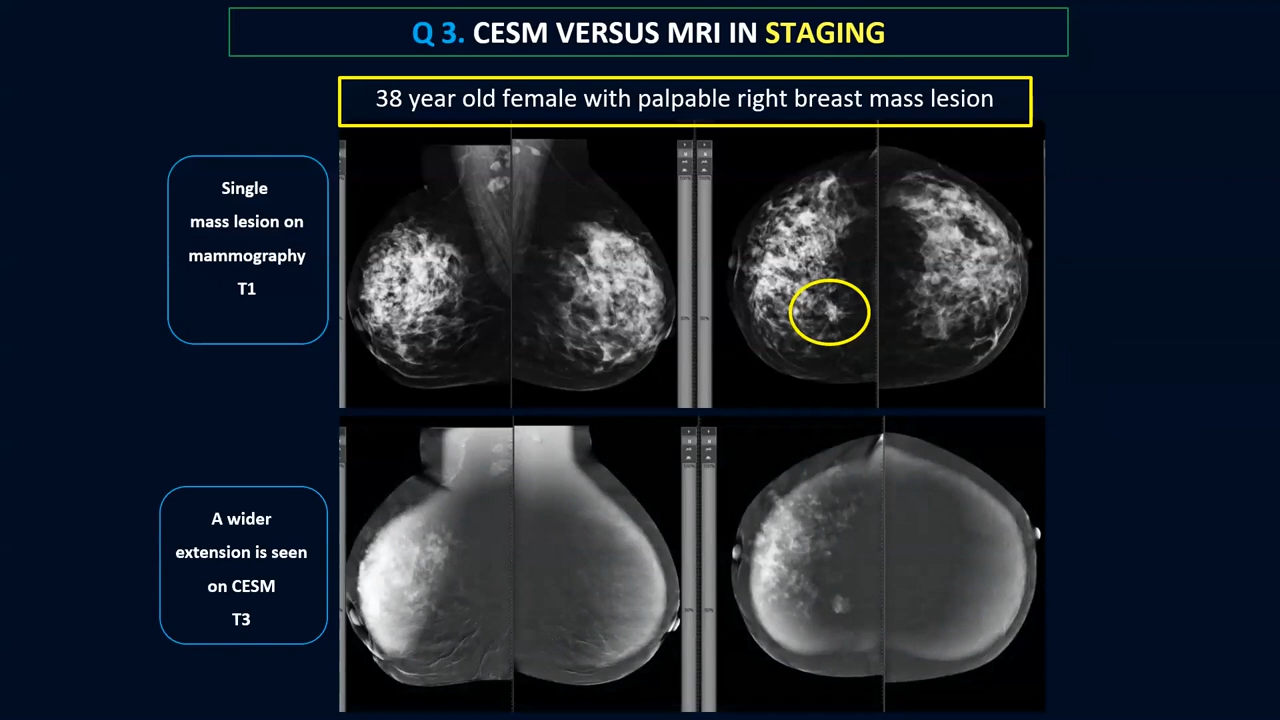 Q 3. CESM VERSUS MRI IN STAGING
38 year old female with palpable right breast mass lesion
Single
mass lesion on
mammography
T1
A wider
extension is seen
on CESM
T3